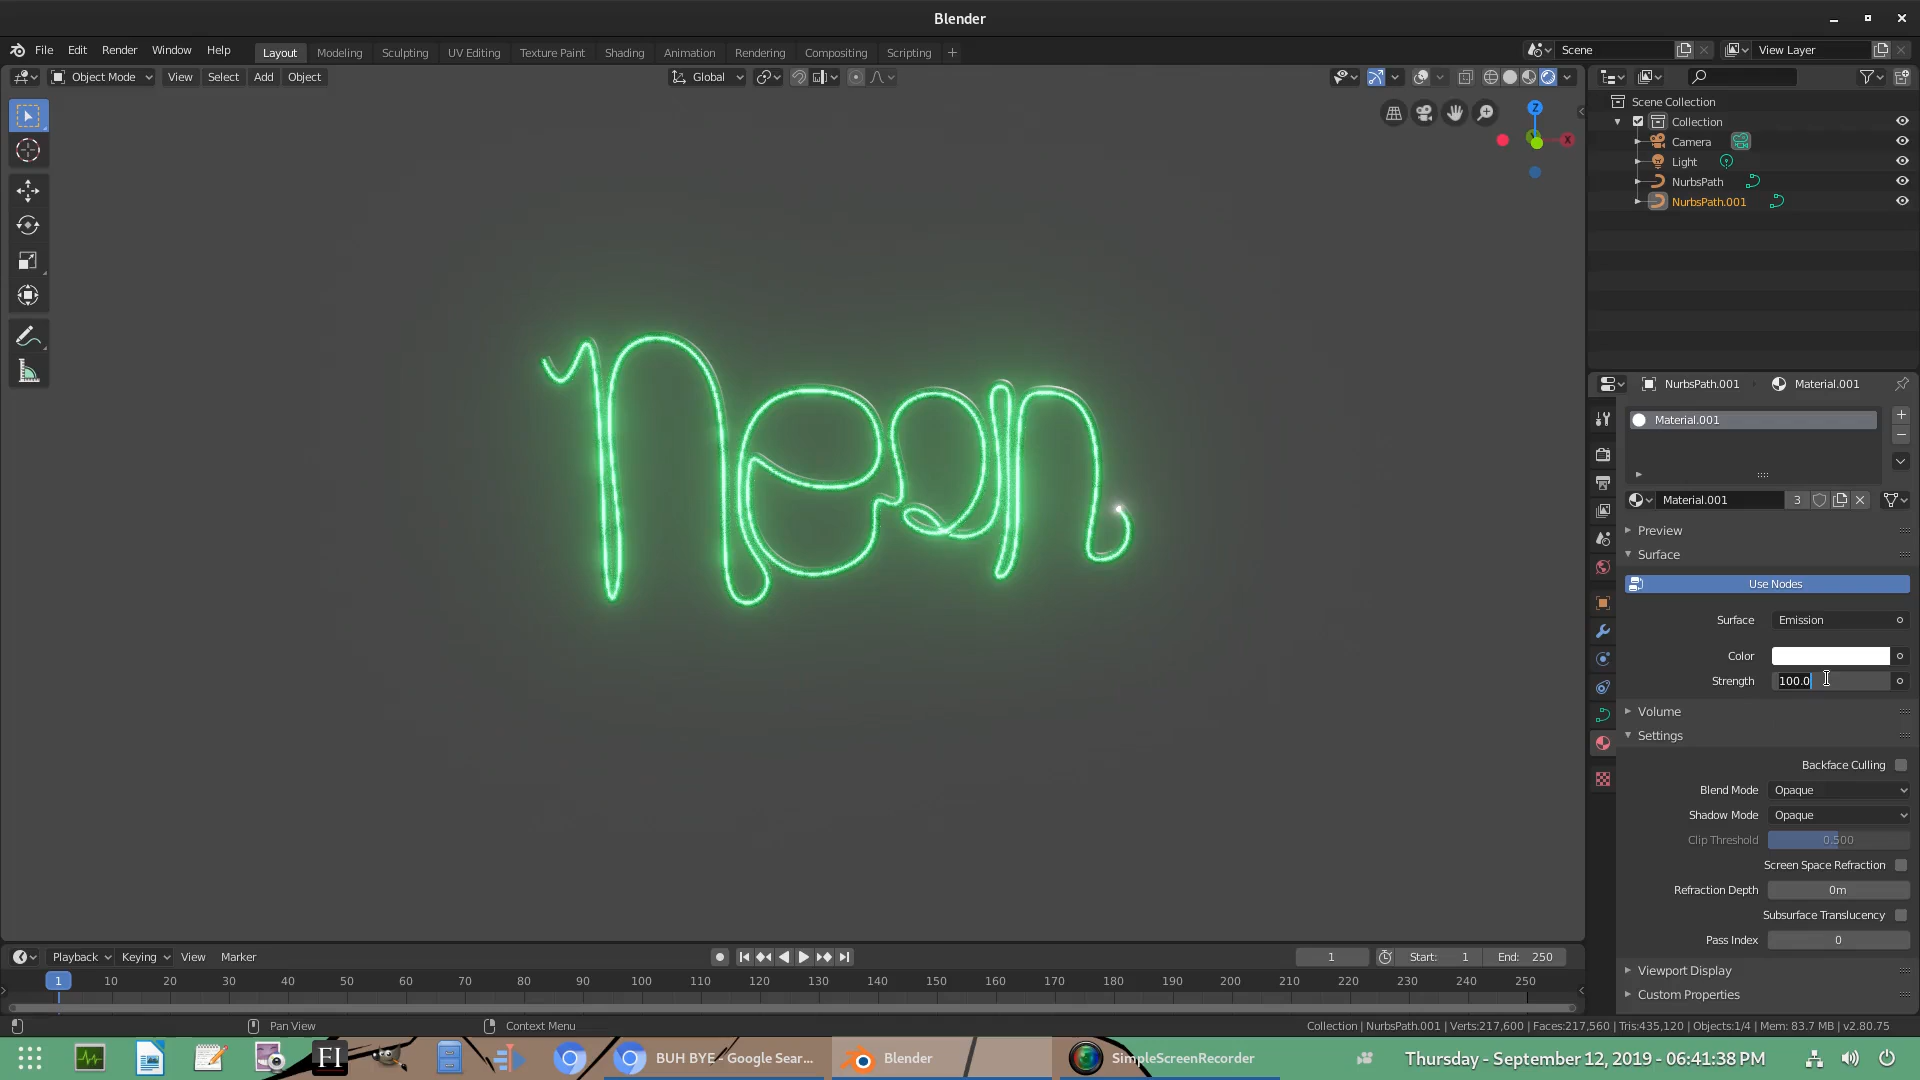 Blender
File Edit Render Window Help
Layout Modeling Sculpting UV Editing Texture Paint Shading Animation Rendering Compositing Scripting +
Scene View Layer
Object Mode View Select Add Object
Global
Scene Collection
Collection
Camera
Light
NurbsPath
NurbsPath.001
Z
X
neon
NurbsPath.001 Material.001
Material.001
Material.001 3
Preview
Surface
Use Nodes
Surface Emission
Color
Strength 100.0
Volume
Settings
Backface Culling
Blend Mode Opaque
Shadow Mode Opaque
Clip Threshold 0.500
Screen Space Refraction
Refraction Depth 0m
Subsurface Translucency
Pass Index 0
Viewport Display
Custom Properties
Playback Keying View Marker
1 Start: 1 End: 250
1 10 20 30 40 50 60 70 80 90 100 110 120 130 140 150 160 170 180 190 200 210 220 230 240 250
Pan View Context Menu
Collection | NurbsPath.001 | Verts:217,600 | Faces:217,560 | Tris:435,120 | Objects:1/4 | Mem: 83.7 MB | v2.80.75
FI
BUH BYE - Google Sear...
Blender
SimpleScreenRecorder
Thursday - September 12, 2019 - 06:41:38 PM